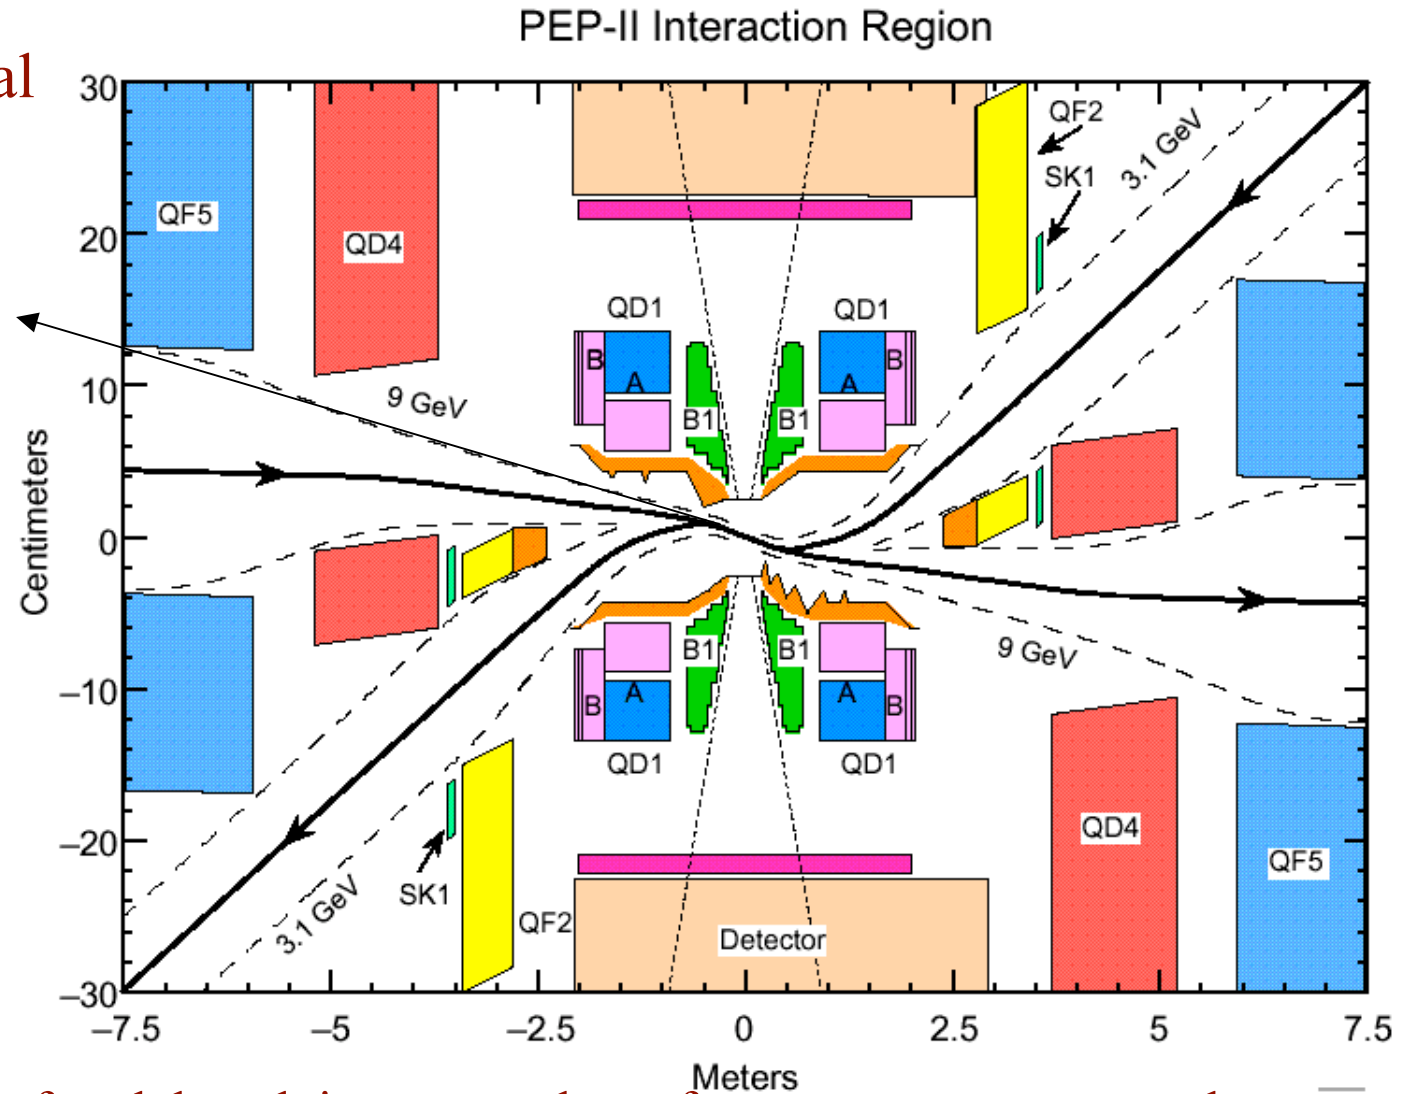 PEP-II Interaction Region
al
30
20
10
0
–10
–20
–30
Centimeters
–7.5
–5
–2.5
0
2.5
5
7.5
Meters
QF5
QD4
9 GeV
QD1
QD1
B
A
B1
B1
A
B
QF2
SK1
3.1 GeV
B
A
B1
B1
A
B
QD1
QD1
9 GeV
SK1
3.1 GeV
QF2
Detector
QD4
QF5